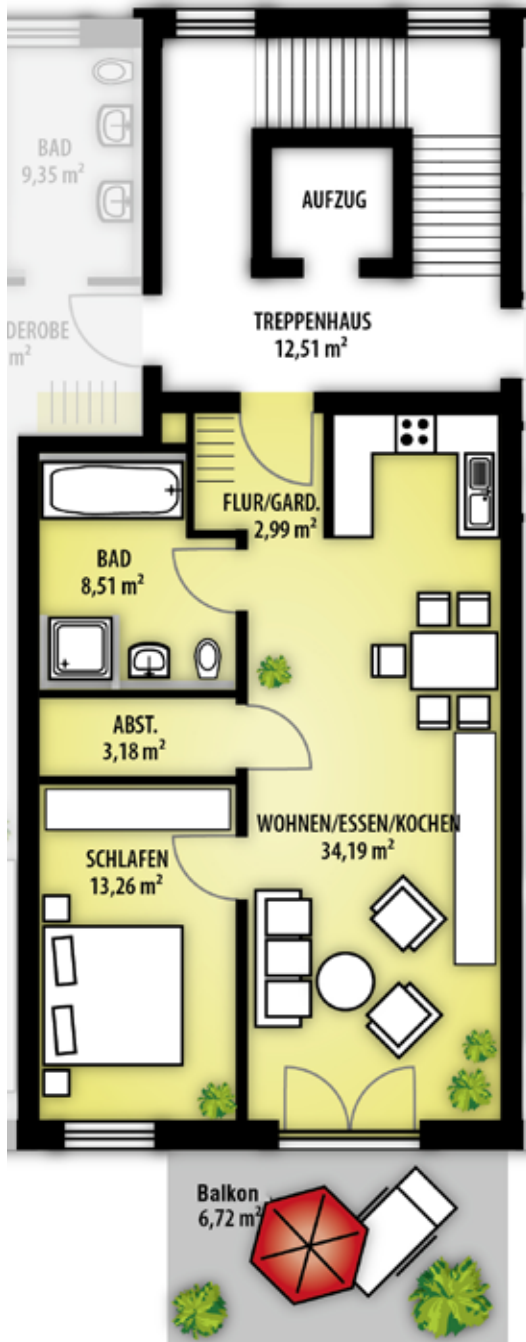 BAD
9,35 m²
AUFZUG
DEROBE
m²
TREPPENHAUS
12,51 m²
FLUR/GARD.
2,99 m²
BAD
8,51 m²
ABST.
3,18 m²
WOHNEN/ESSEN/KOCHEN
34,19 m²
SCHLAFEN
13,26 m²
Balkon
6,72 m²